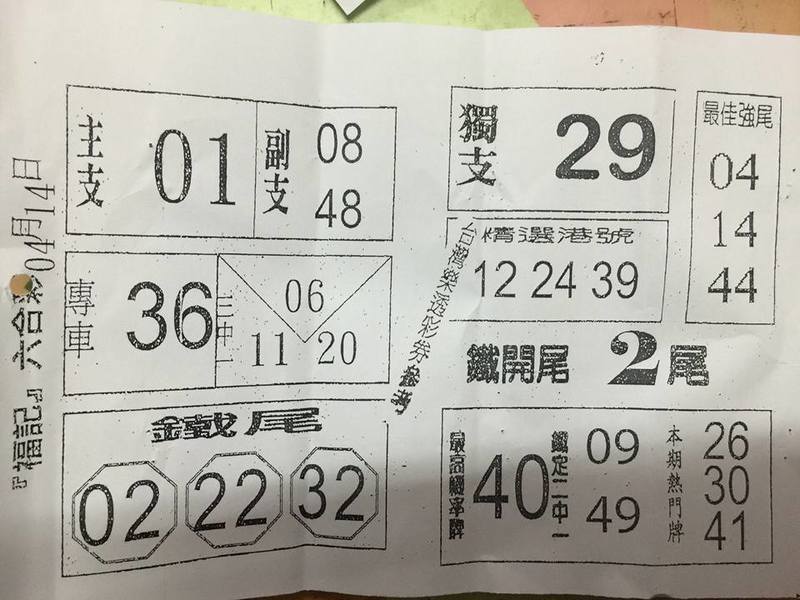 『福記』六合彩 04月14日
主支 01
副支 08
48
獨支 29
最佳強尾
04
14
44
專車 36
三中一 06
11 20
台灣樂透彩券參考
精選港號
12 24 39
鐵開尾 2尾
鐵尾
02 22 32
最高機率牌 40
鐵定二中一 09
49
本期熱門牌 26
30
41